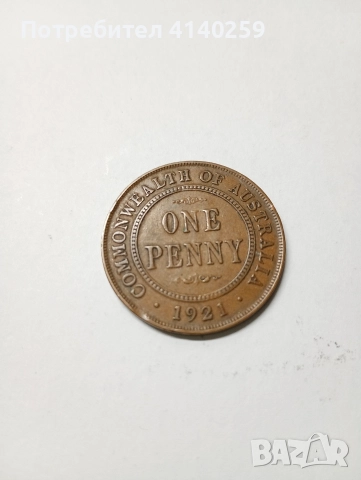 Потребител 4140259
COMMONWEALTH OF AUSTRALIA
ONE
PENNY
· 1921 ·
BAZAR